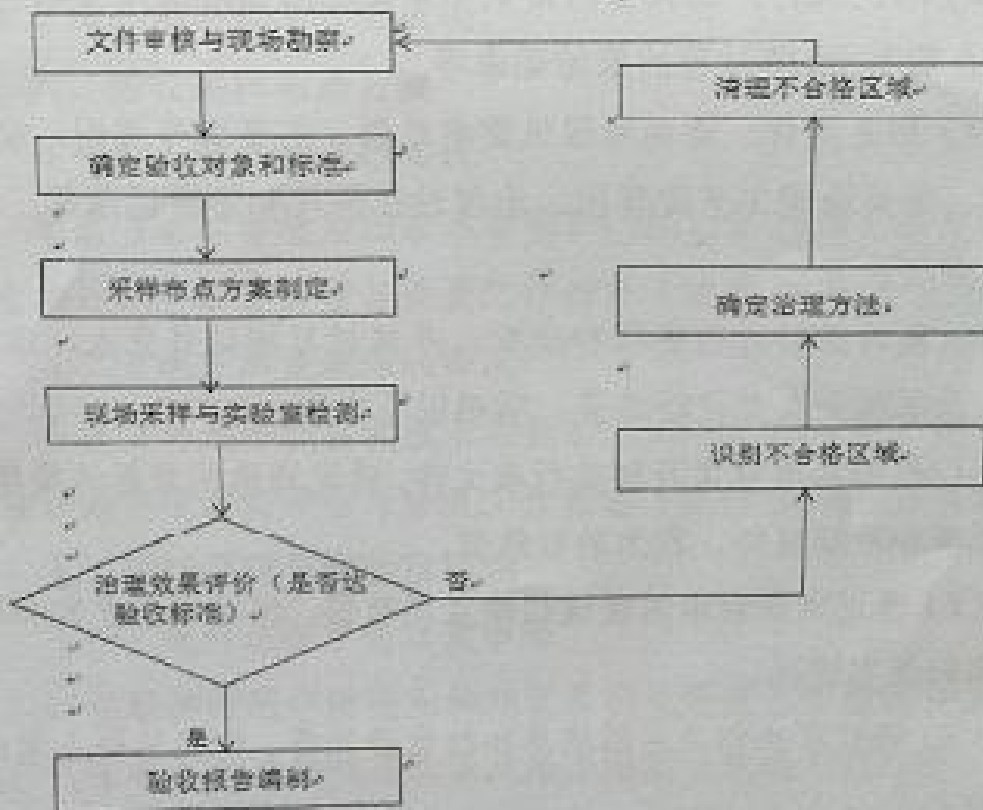 文件审核与现场勘察
清理不合格区域
确定验收对象和标准
采样布点方案制定
确定治理方法
现场采样与实验室检测
识别不合格区域
治理效果评价（是否达
验收标准）
否
是
验收报告编制